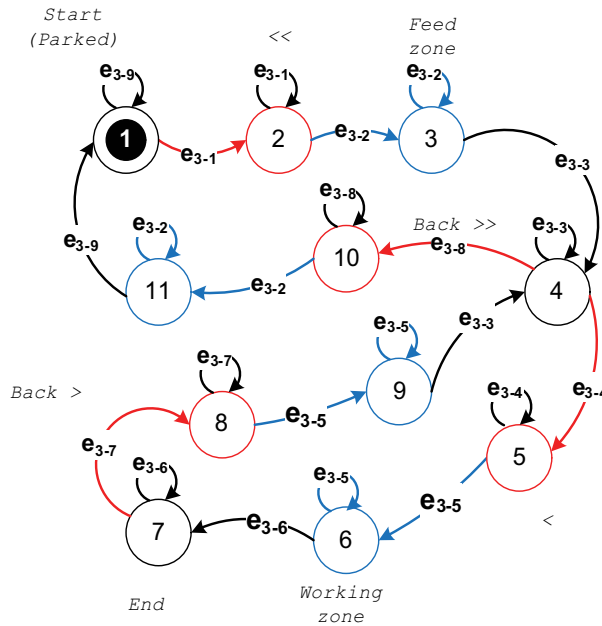 Start
(Parked)
<<
Feed
zone
e3-9
e3-1
e3-2
1
2
3
e3-1
e3-2
e3-3
e3-9
e3-2
e3-8
Back >>
e3-8
e3-3
11
10
4
e3-2
e3-3
e3-5
e3-7
9
Back >
8
e3-5
e3-4
e3-4
5
e3-7
e3-6
e3-5
e3-5
<
7
e3-6
6
End
Working
zone